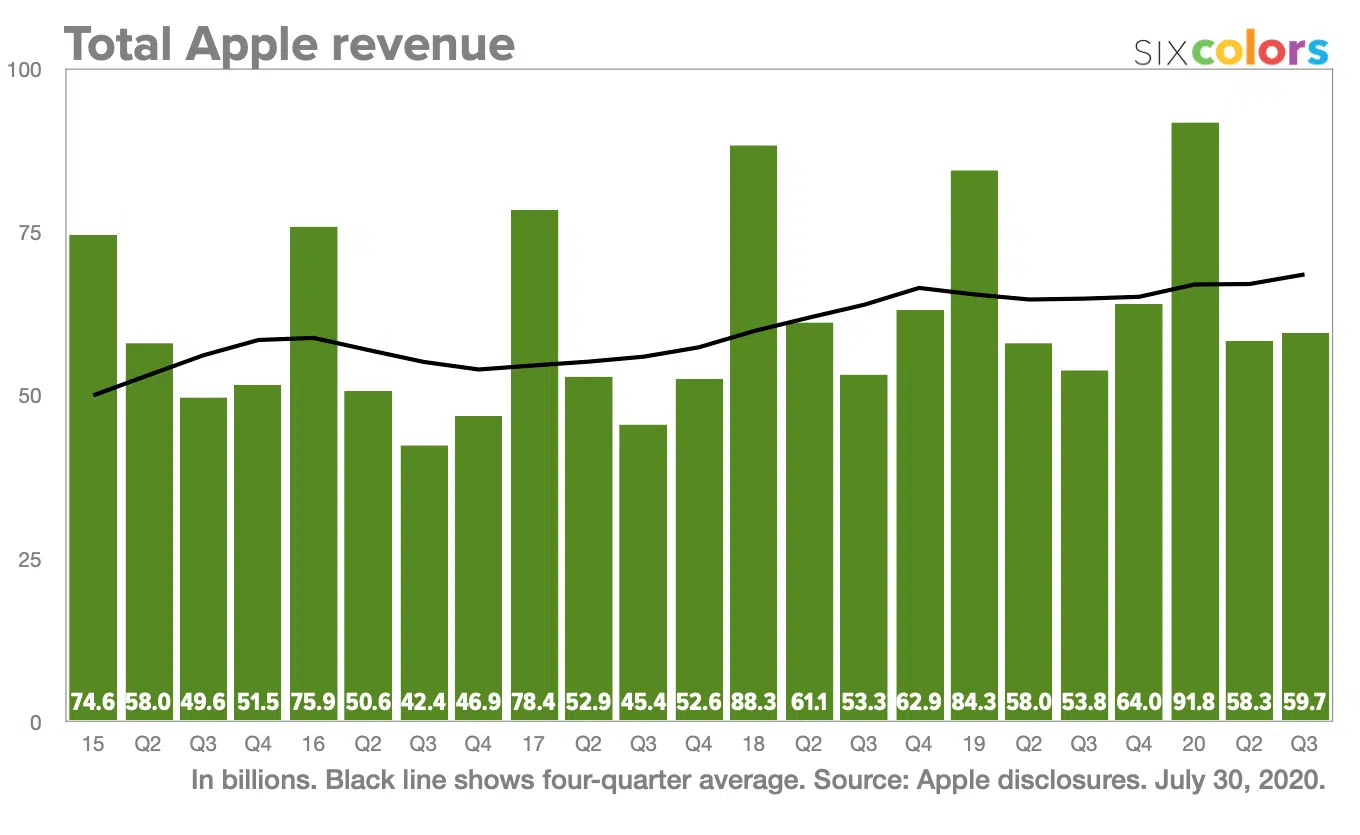 Total Apple revenue
SIXcolors
100
75
50
25
0
74.6 58.0 49.6 51.5 75.9 50.6 42.4 46.9 78.4 52.9 45.4 52.6 88.3 61.1 53.3 62.9 84.3 58.0 53.8 64.0 91.8 58.3 59.7
15 Q2 Q3 Q4 16 Q2 Q3 Q4 17 Q2 Q3 Q4 18 Q2 Q3 Q4 19 Q2 Q3 Q4 20 Q2 Q3
In billions. Black line shows four-quarter average. Source: Apple disclosures. July 30, 2020.